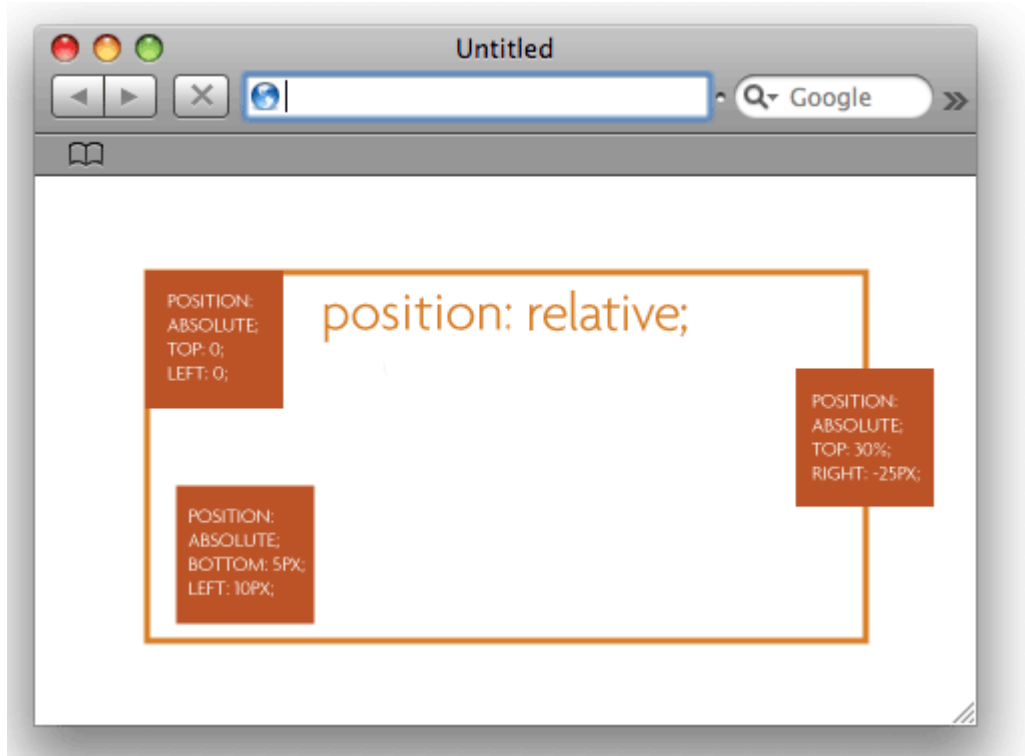 Untitled
Google
position: relative;
POSITION:
ABSOLUTE;
TOP: 0;
LEFT: 0;
POSITION:
ABSOLUTE;
TOP: 30%;
RIGHT: -25PX;
POSITION:
ABSOLUTE;
BOTTOM: 5PX;
LEFT: 10PX;